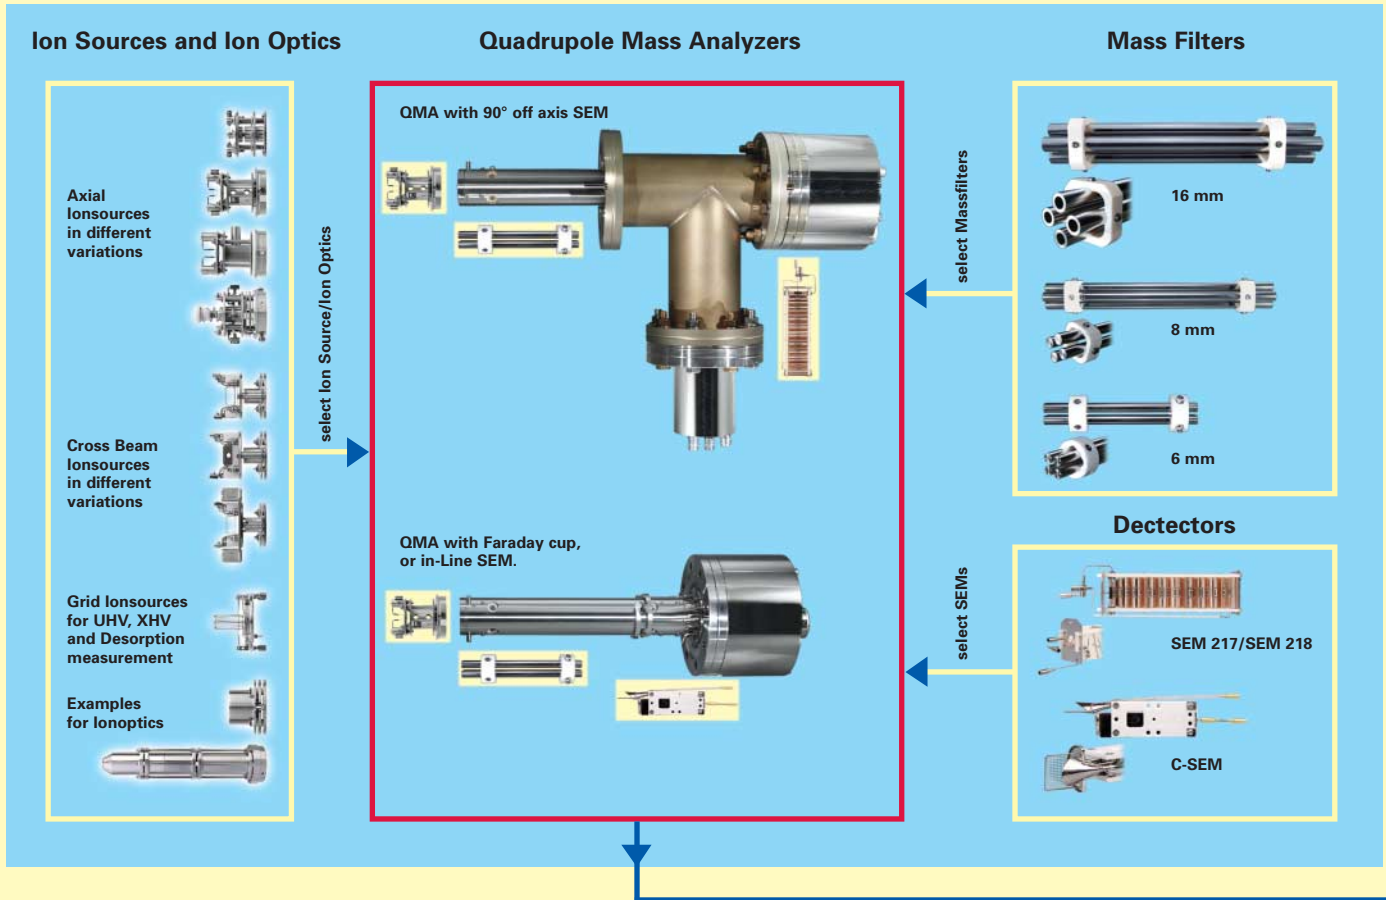 Ion Sources and Ion Optics
Axial
Ionsources
in different
variations
Cross Beam
Ionsources
in different
variations
Grid Ionsources
for UHV, XHV
and Desorption
measurement
Examples
for Ionoptics
select Ion Source/Ion Optics
Quadrupole Mass Analyzers
QMA with 90° off axis SEM
QMA with Faraday cup,
or in-Line SEM.
select Massfilters
select SEMs
Mass Filters
16 mm
8 mm
6 mm
Dectectors
SEM 217/SEM 218
C-SEM